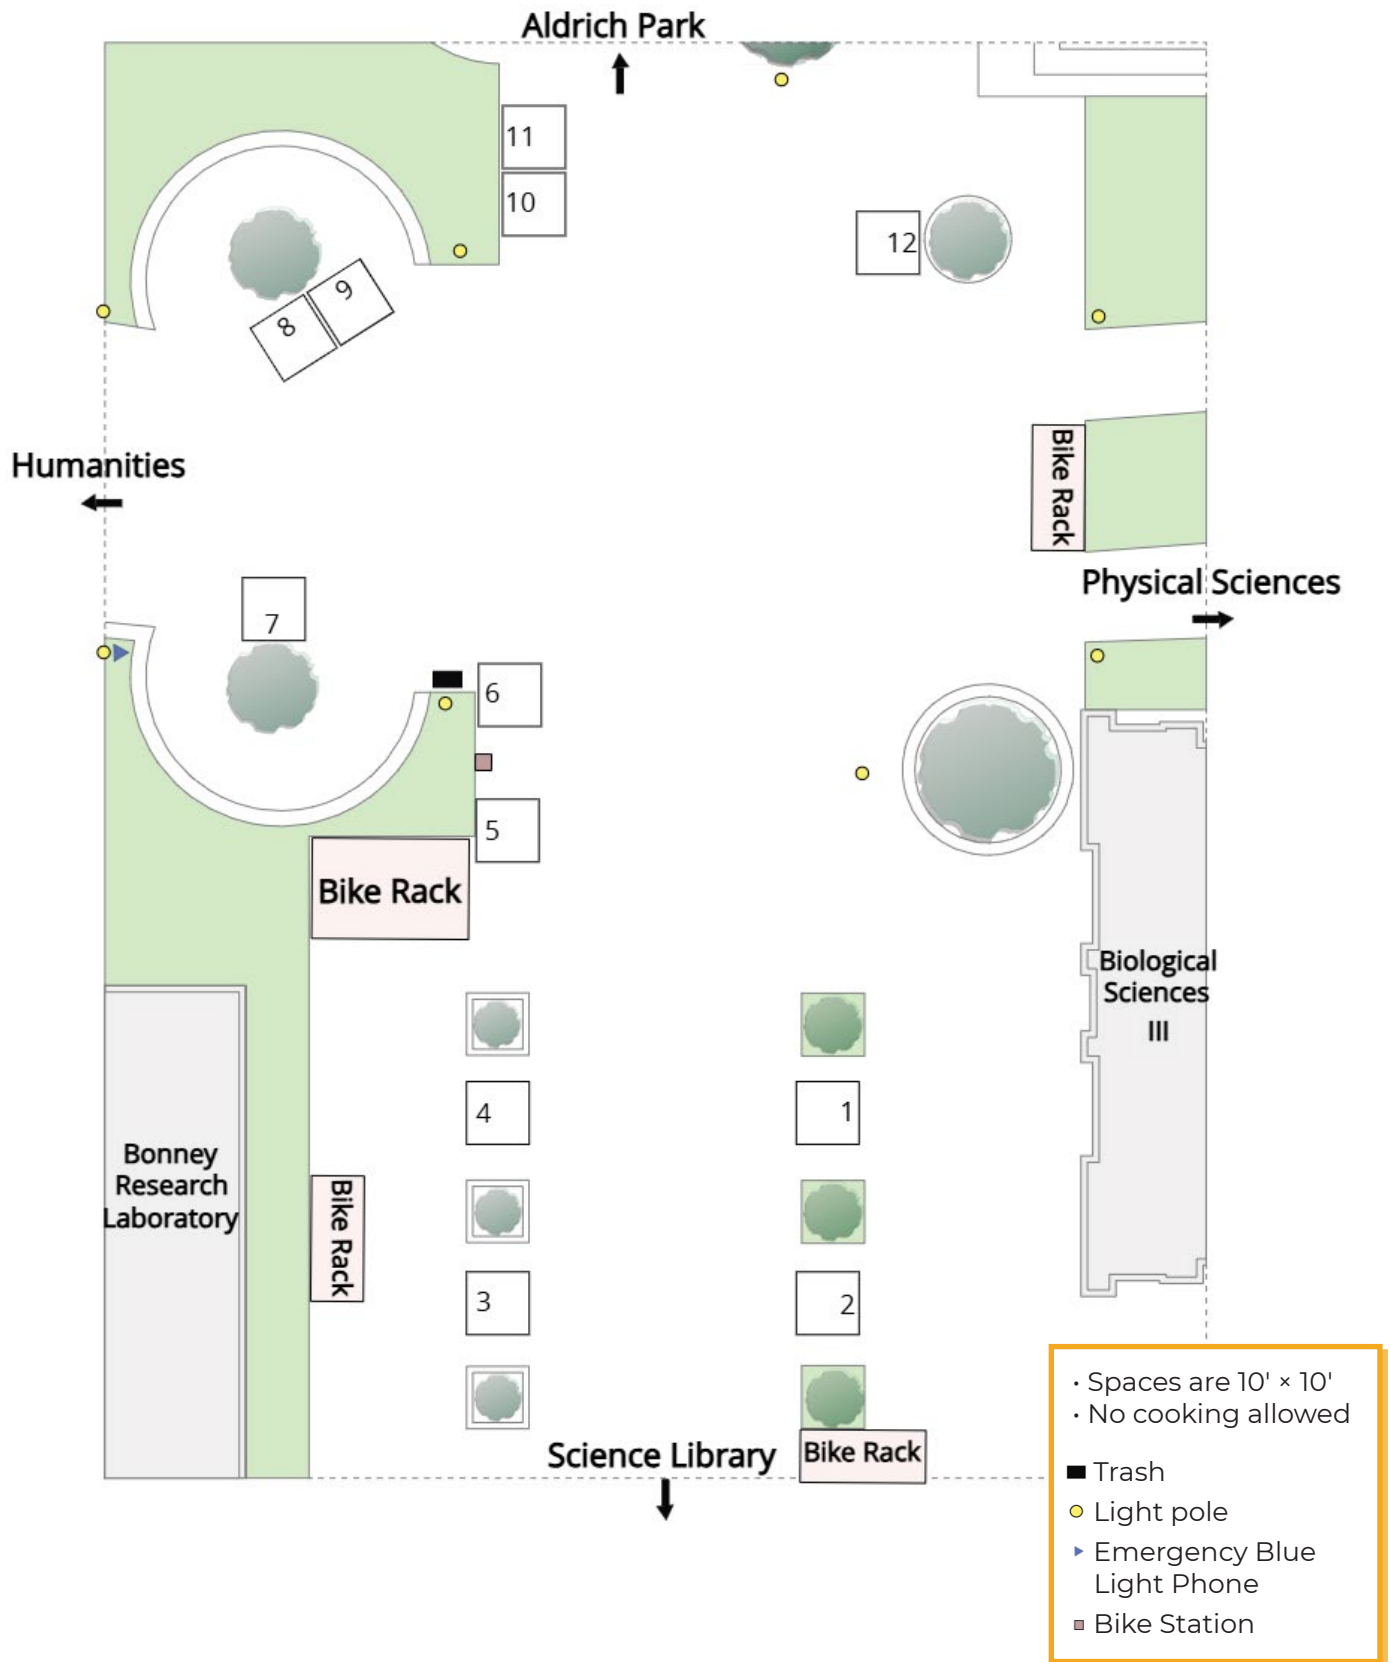 Aldrich Park
11
10
12
9
8
Humanities
Bike Rack
Physical Sciences
7
6
5
Bike Rack
Biological
Sciences
III
4
1
Bonney
Research
Laboratory
Bike Rack
3
2
Science Library
Bike Rack
• Spaces are 10' × 10'
• No cooking allowed
Trash
Light pole
Emergency Blue
Light Phone
Bike Station